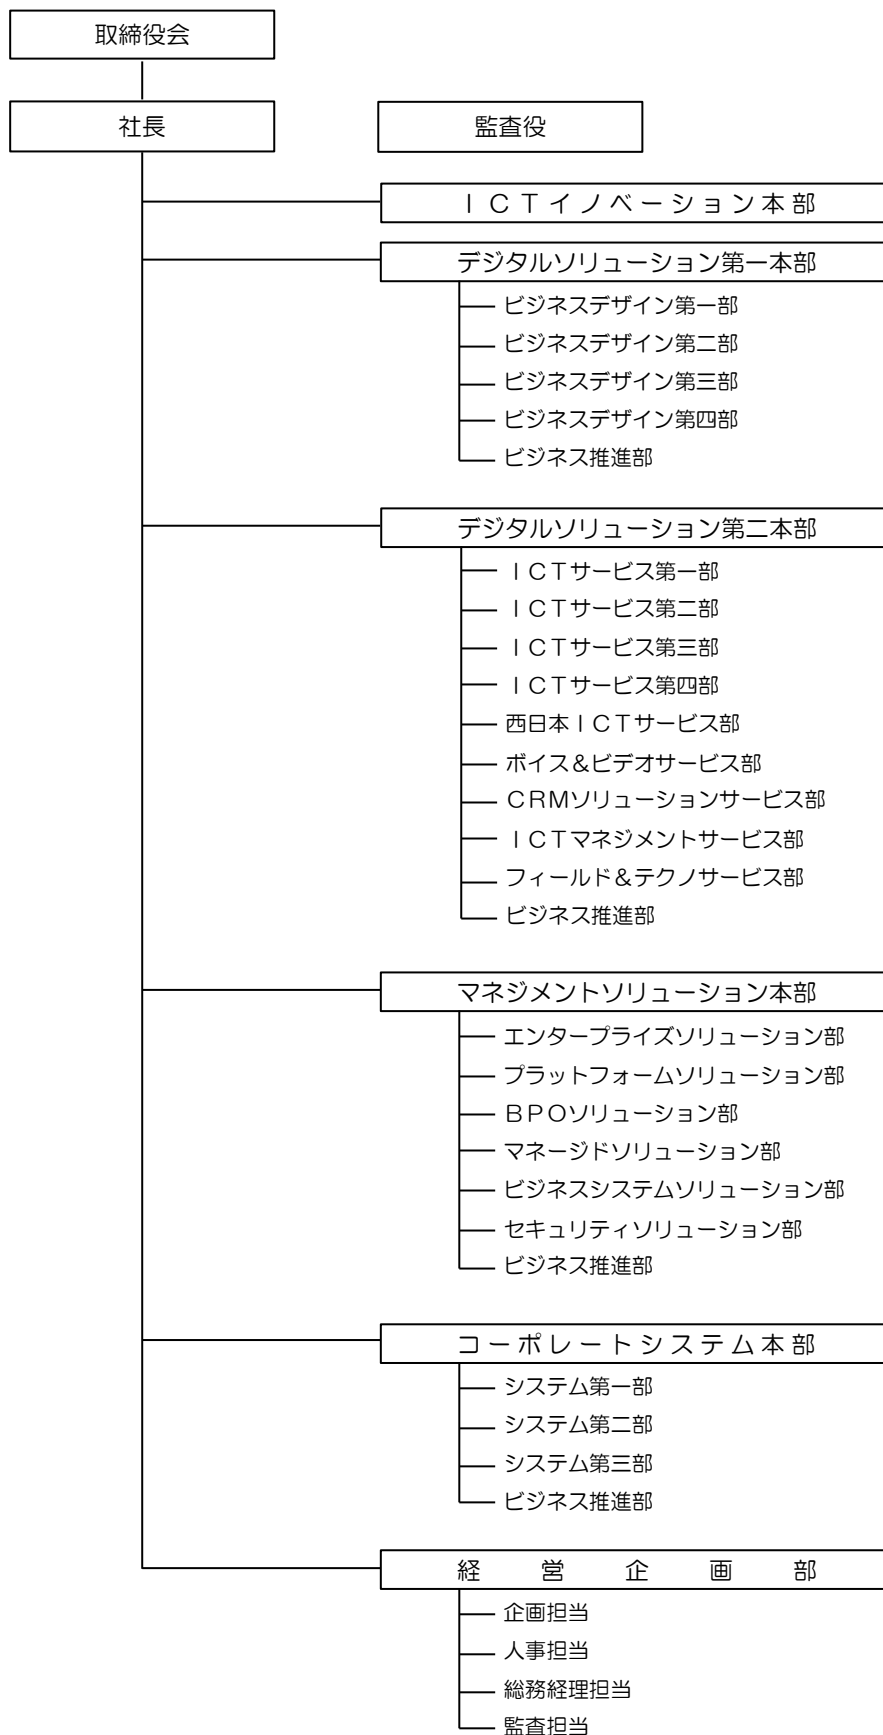 取締役会
社長
監査役
ICTイノベーション本部
デジタルソリューション第一本部
ビジネスデザイン第一部
ビジネスデザイン第二部
ビジネスデザイン第三部
ビジネスデザイン第四部
ビジネス推進部
デジタルソリューション第二本部
ICTサービス第一部
ICTサービス第二部
ICTサービス第三部
ICTサービス第四部
西日本ICTサービス部
ボイス&ビデオサービス部
CRMソリューションサービス部
ICTマネジメントサービス部
フィールド&テクノサービス部
ビジネス推進部
マネジメントソリューション本部
エンタープライズソリューション部
プラットフォームソリューション部
BPOソリューション部
マネージドソリューション部
ビジネスシステムソリューション部
セキュリティソリューション部
ビジネス推進部
コーポレートシステム本部
システム第一部
システム第二部
システム第三部
ビジネス推進部
経営企画部
企画担当
人事担当
総務経理担当
監査担当